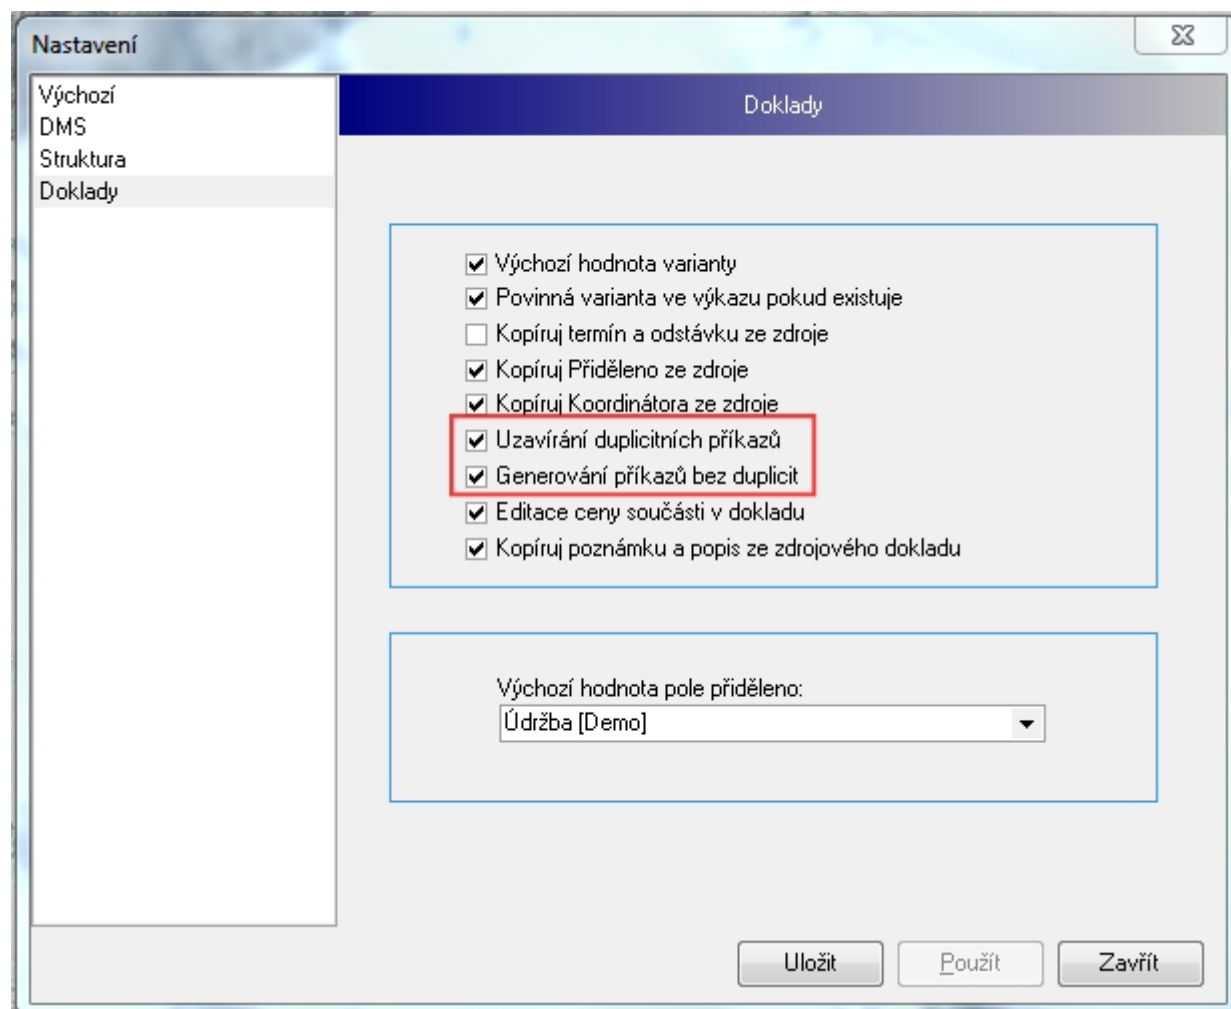 Nastavení
Výchozí
DMS
Struktura
Doklady
Doklady
Výchozí hodnota varianty
Povinná varianta ve výkazu pokud existuje
Kopíruj termín a odstávku ze zdroje
Kopíruj Přiděleno ze zdroje
Kopíruj Koordinátora ze zdroje
Uzavírání duplicitních příkazů
Generování příkazů bez duplicit
Editace ceny součásti v dokladu
Kopíruj poznámku a popis ze zdrojového dokladu
Výchozí hodnota pole přiděleno:
Údržba [Demo]
Uložit
Použít
Zavřít